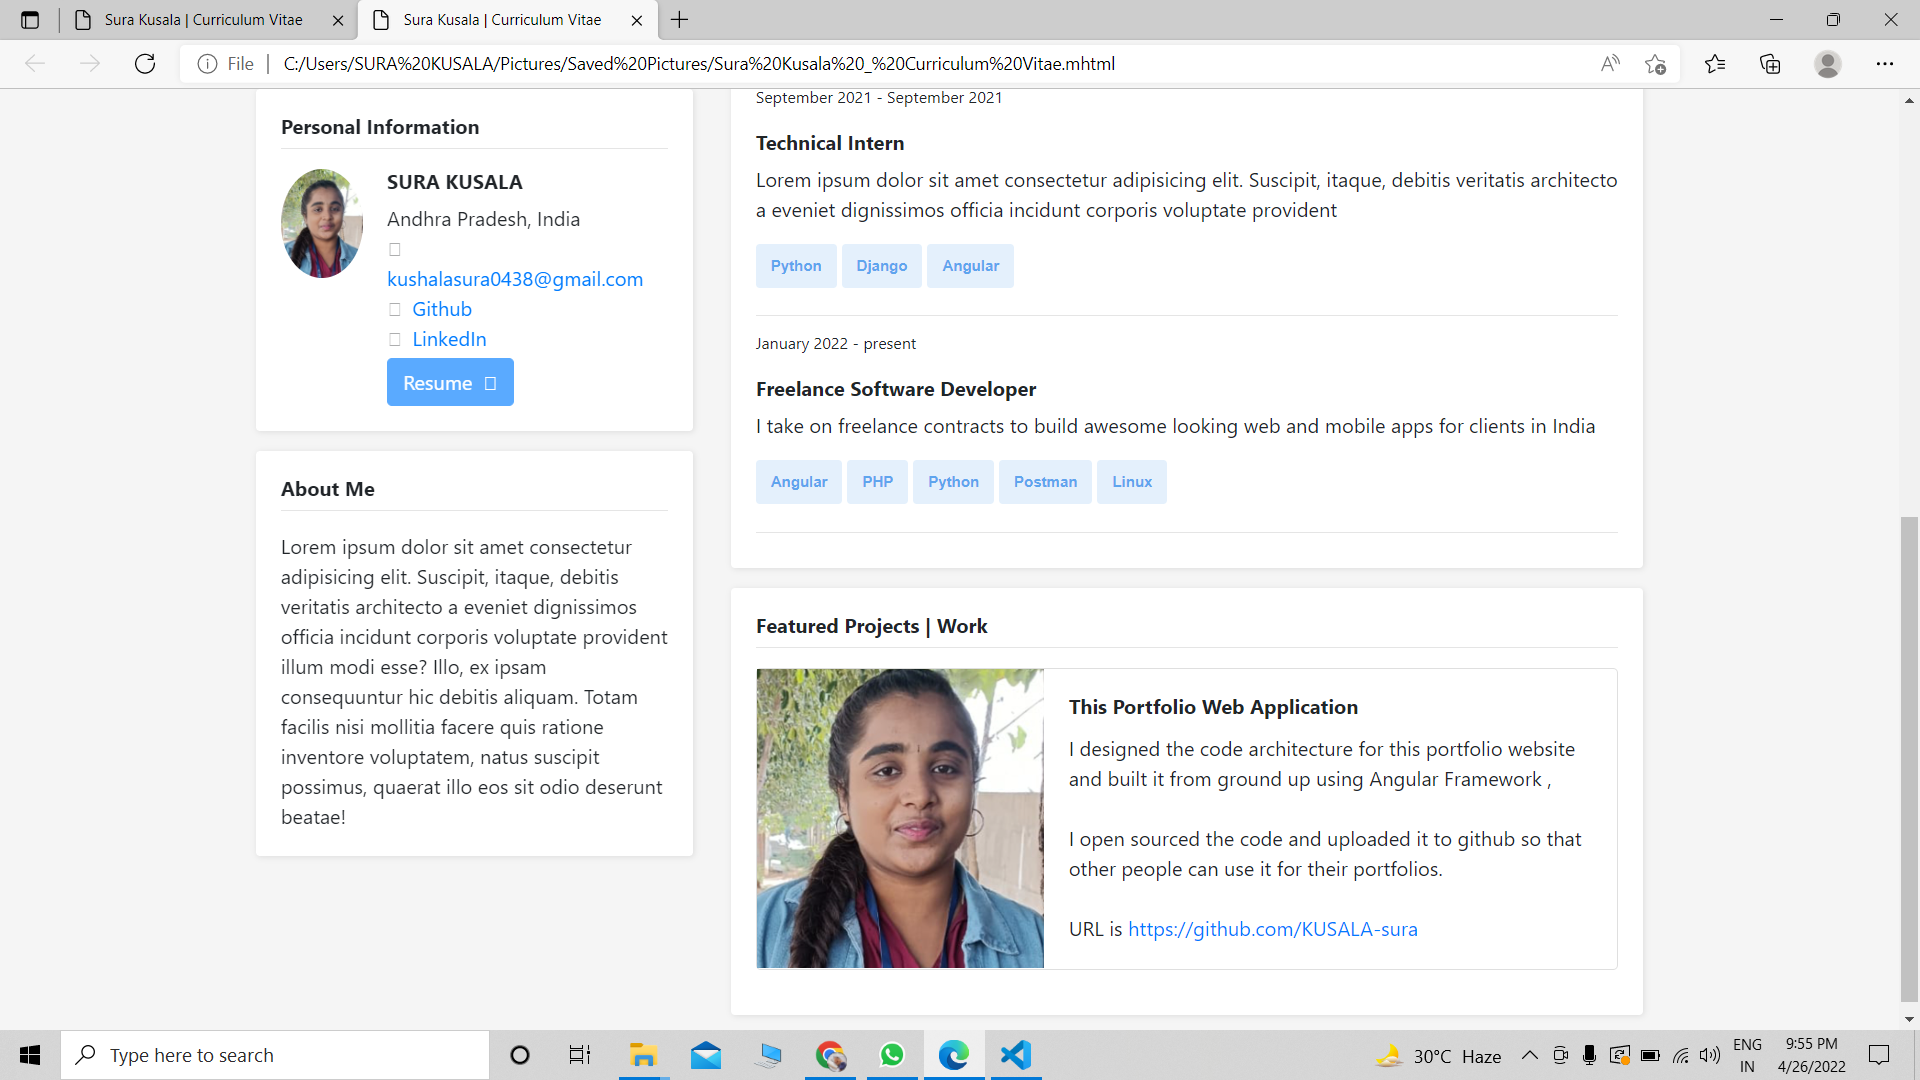 Sura Kusala | Curriculum Vitae
Sura Kusala | Curriculum Vitae
File
C:/Users/SURA%20KUSALA/Pictures/Saved%20Pictures/Sura%20Kusala%20_%20Curriculum%20Vitae.mhtml
Personal Information
SURA KUSALA
Andhra Pradesh, India
kushalasura0438@gmail.com
Github
LinkedIn
Resume
About Me
Lorem ipsum dolor sit amet consectetur
adipisicing elit. Suscipit, itaque, debitis
veritatis architecto a eveniet dignissimos
officia incidunt corporis voluptate provident
illum modi esse? Illo, ex ipsam
consequuntur hic debitis aliquam. Totam
facilis nisi mollitia facere quis ratione
inventore voluptatem, natus suscipit
possimus, quaerat illo eos sit odio deserunt
beatae!
September 2021 - September 2021
Technical Intern
Lorem ipsum dolor sit amet consectetur adipisicing elit. Suscipit, itaque, debitis veritatis architecto
a eveniet dignissimos officia incidunt corporis voluptate provident
Python Django Angular
January 2022 - present
Freelance Software Developer
I take on freelance contracts to build awesome looking web and mobile apps for clients in India
Angular PHP Python Postman Linux
Featured Projects | Work
This Portfolio Web Application
I designed the code architecture for this portfolio website
and built it from ground up using Angular Framework ,
I open sourced the code and uploaded it to github so that
other people can use it for their portfolios.
URL is https://github.com/KUSALA-sura
Type here to search
30°C Haze
ENG
IN
9:55 PM
4/26/2022